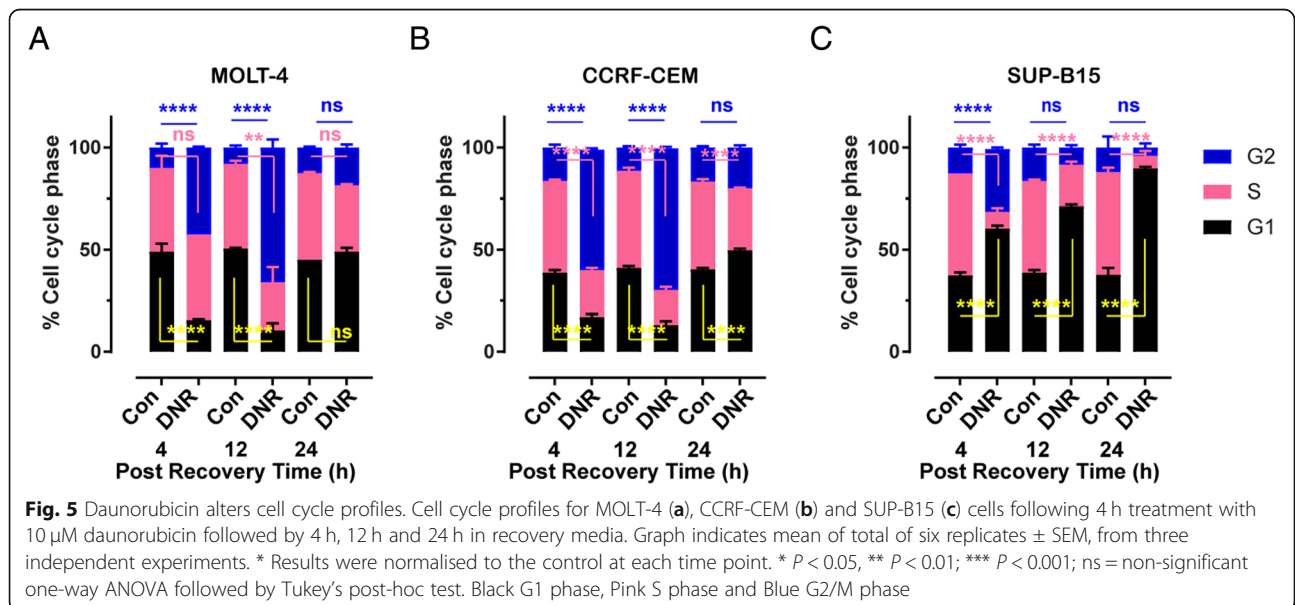 A
B
C
MOLT-4
CCRF-CEM
SUP-B15
**** **** ns
ns ** ns
% Cell cycle phase
100
50
0
**** **** ns
Con DNR Con DNR Con DNR
4 12 24
Post Recovery Time (h)
**** **** ns
**** **** ****
% Cell cycle phase
100
50
0
**** **** ****
Con DNR Con DNR Con DNR
4 12 24
Post Recovery Time (h)
**** ns ns
**** **** ****
% Cell cycle phase
100
50
0
**** **** ****
Con DNR Con DNR Con DNR
4 12 24
Post Recovery Time (h)
G2
S
G1
Fig. 5 Daunorubicin alters cell cycle profiles. Cell cycle profiles for MOLT-4 (a), CCRF-CEM (b) and SUP-B15 (c) cells following 4 h treatment with
10 μM daunorubicin followed by 4 h, 12 h and 24 h in recovery media. Graph indicates mean of total of six replicates ± SEM, from three
independent experiments. * Results were normalised to the control at each time point. * P < 0.05, ** P < 0.01; *** P < 0.001; ns = non-significant
one-way ANOVA followed by Tukey's post-hoc test. Black G1 phase, Pink S phase and Blue G2/M phase